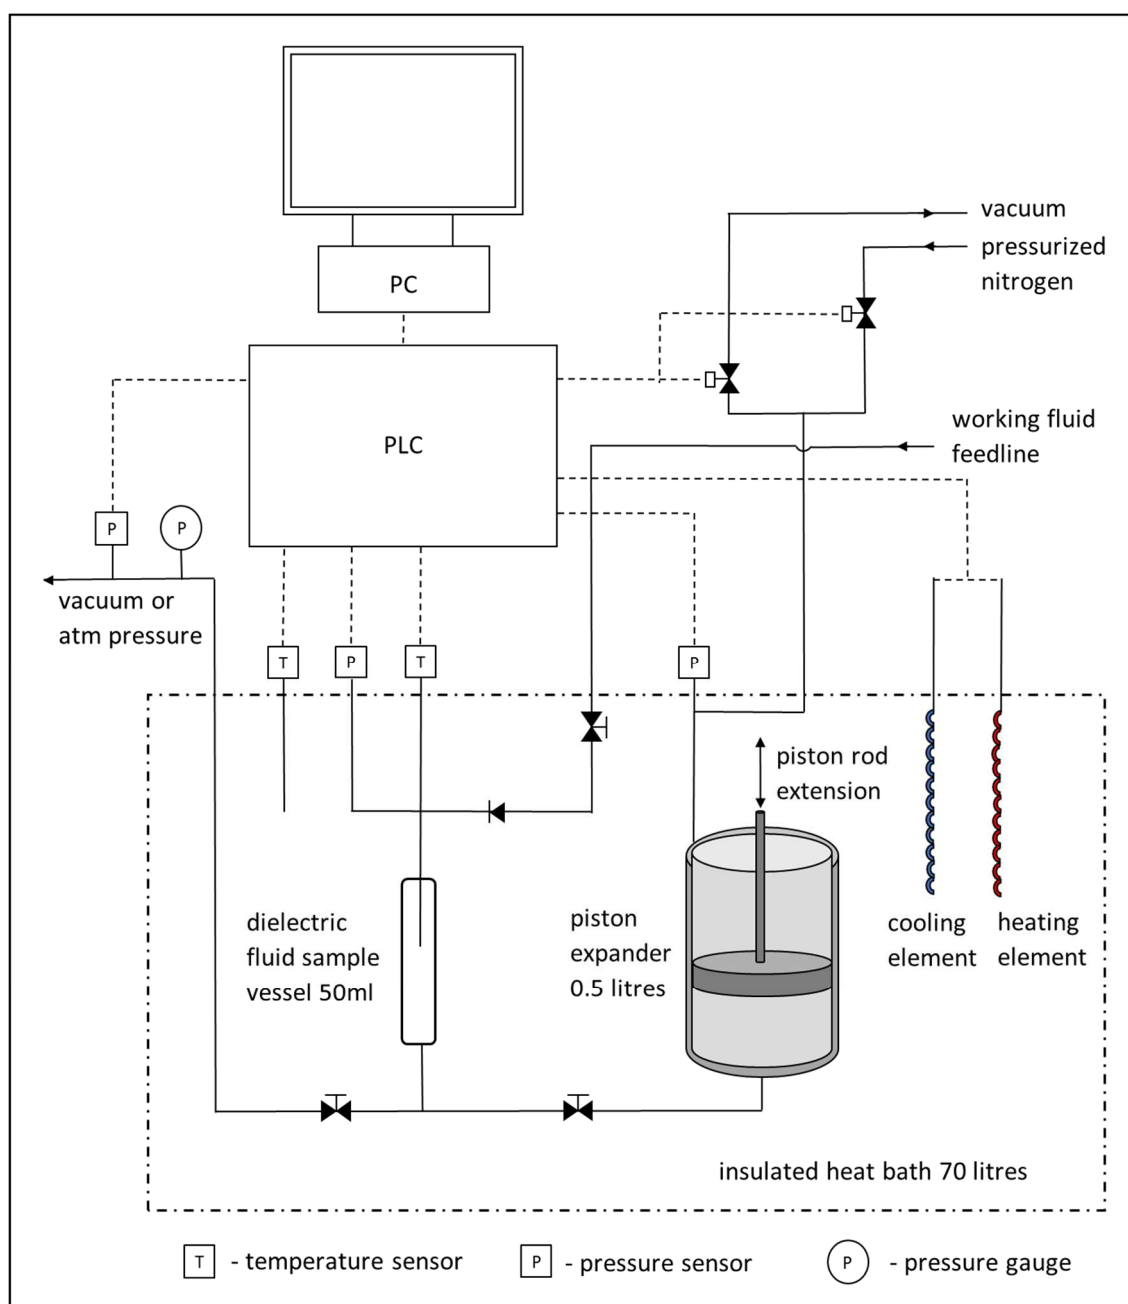 vacuum
pressurized
nitrogen
PC
PLC
working fluid
feedline
P
P
vacuum or
atm pressure
T
P
T
P
piston rod
extension
dielectric
fluid sample
vessel 50ml
piston
expander
0.5 litres
cooling
element
heating
element
insulated heat bath 70 litres
T - temperature sensor
P - pressure sensor
P - pressure gauge